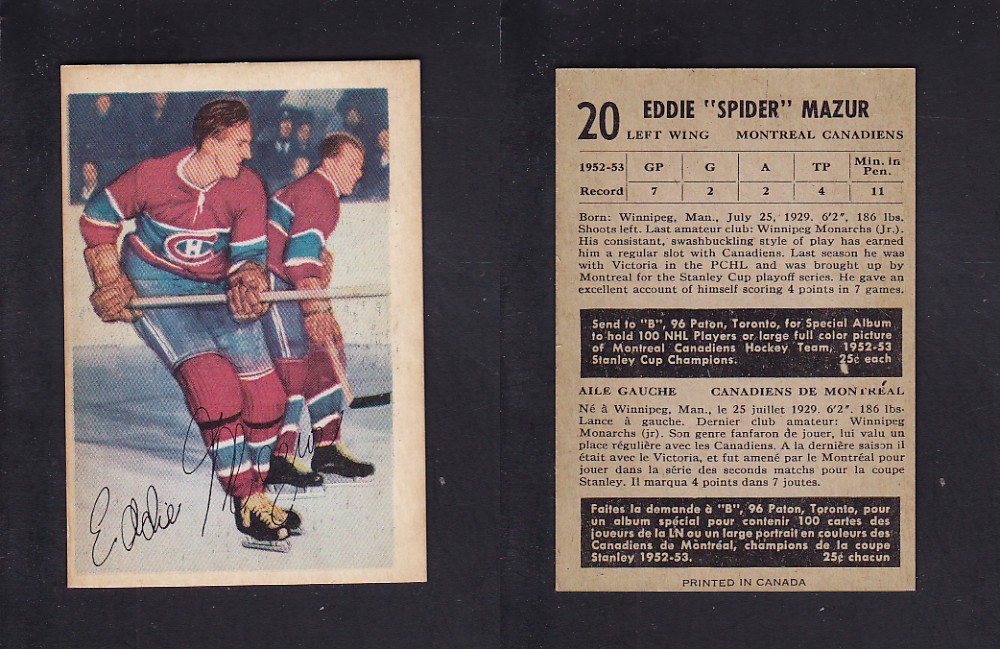 Eddie Mazur
CH
20 EDDIE "SPIDER" MAZUR
LEFT WING MONTREAL CANADIENS
1952-53 GP G A TP Min. in Pen.
Record 7 2 2 4 11
Born: Winnipeg, Man., July 25, 1929. 6'2", 186 lbs.
Shoots left. Last amateur club: Winnipeg Monarchs (Jr.).
His consistant, swashbuckling style of play has earned
him a regular slot with Canadiens. Last season he was
with Victoria in the PCHL and was brought up by
Montreal for the Stanley Cup playoff series. He gave an
excellent account of himself scoring 4 points in 7 games.
Send to "B", 96 Paton, Toronto, for Special Album
to hold 100 NHL Players or large full color picture
of Montreal Canadiens Hockey Team, 1952-53
Stanley Cup Champions. 25¢ each
AILE GAUCHE CANADIENS DE MONTRÉAL
Né à Winnipeg, Man., le 25 juillet 1929. 6'2". 186 lbs.
Lance à gauche. Dernier club amateur: Winnipeg
Monarchs (jr). Son genre fanfaron de jouer, lui valu un
place régulière avec les Canadiens. A la dernière saison il
était avec le Victoria, et fut amené par le Montréal pour
jouer dans la série des seconds matchs pour la coupe
Stanley. Il marqua 4 points dans 7 joutes.
Faites la demande à "B", 96 Paton, Toronto, pour
un album spécial pour contenir 100 cartes des
joueurs de la LN ou un large portrait en couleurs des
Canadiens de Montréal, champions de la coupe
Stanley 1952-53. 25¢ chacun
PRINTED IN CANADA